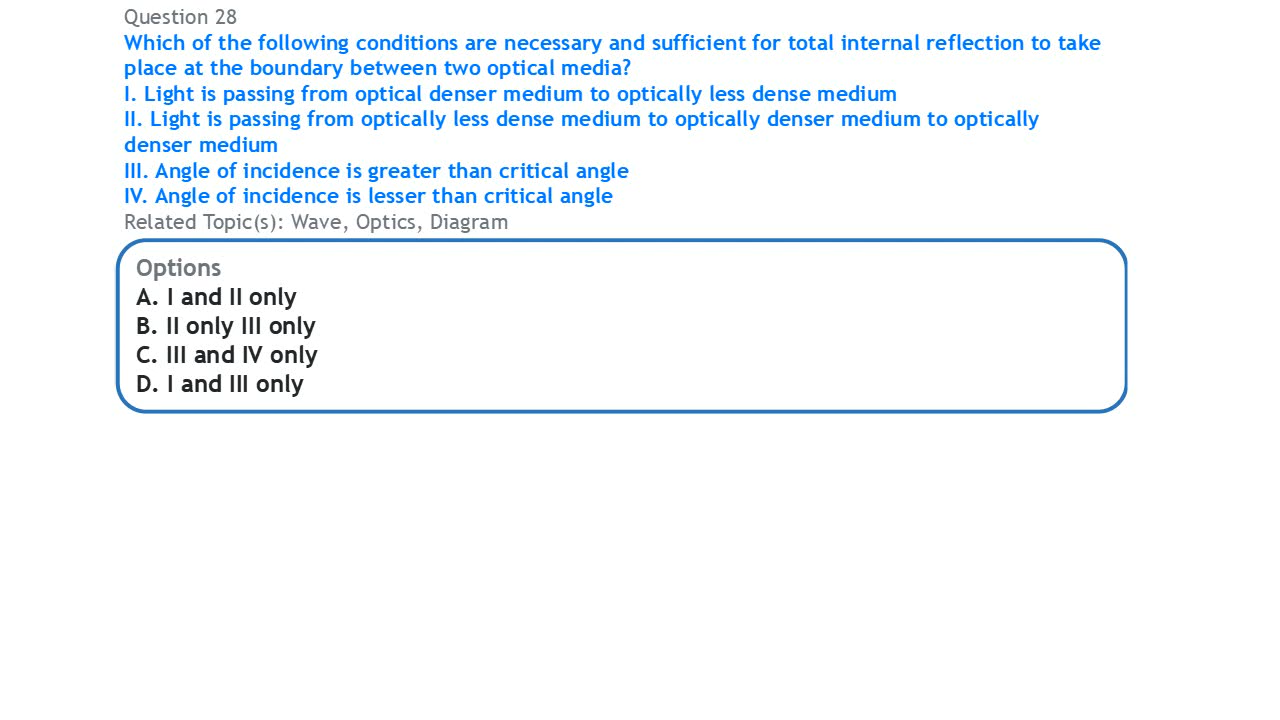 Question 28
Which of the following conditions are necessary and sufficient for total internal reflection to take
place at the boundary between two optical media?
I. Light is passing from optical denser medium to optically less dense medium
II. Light is passing from optically less dense medium to optically denser medium to optically
denser medium
III. Angle of incidence is greater than critical angle
IV. Angle of incidence is lesser than critical angle
Related Topic(s): Wave, Optics, Diagram
Options
A. I and II only
B. II only III only
C. III and IV only
D. I and III only